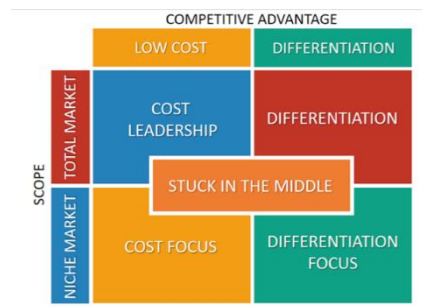 COMPETITIVE ADVANTAGE
LOW COST
DIFFERENTIATION
SCOPE
TOTAL MARKET
COST
LEADERSHIP
DIFFERENTIATION
STUCK IN THE MIDDLE
NICHE MARKET
COST FOCUS
DIFFERENTIATION
FOCUS